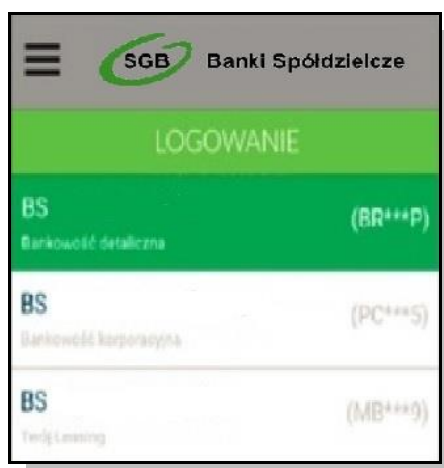 SGB Banki Spółdzielcze
LOGOWANIE
BS (BR***P)
Bankowość detaliczna
BS (PC***S)
Bankowość korporacyjna
BS (MB***9)
Twój Leasing